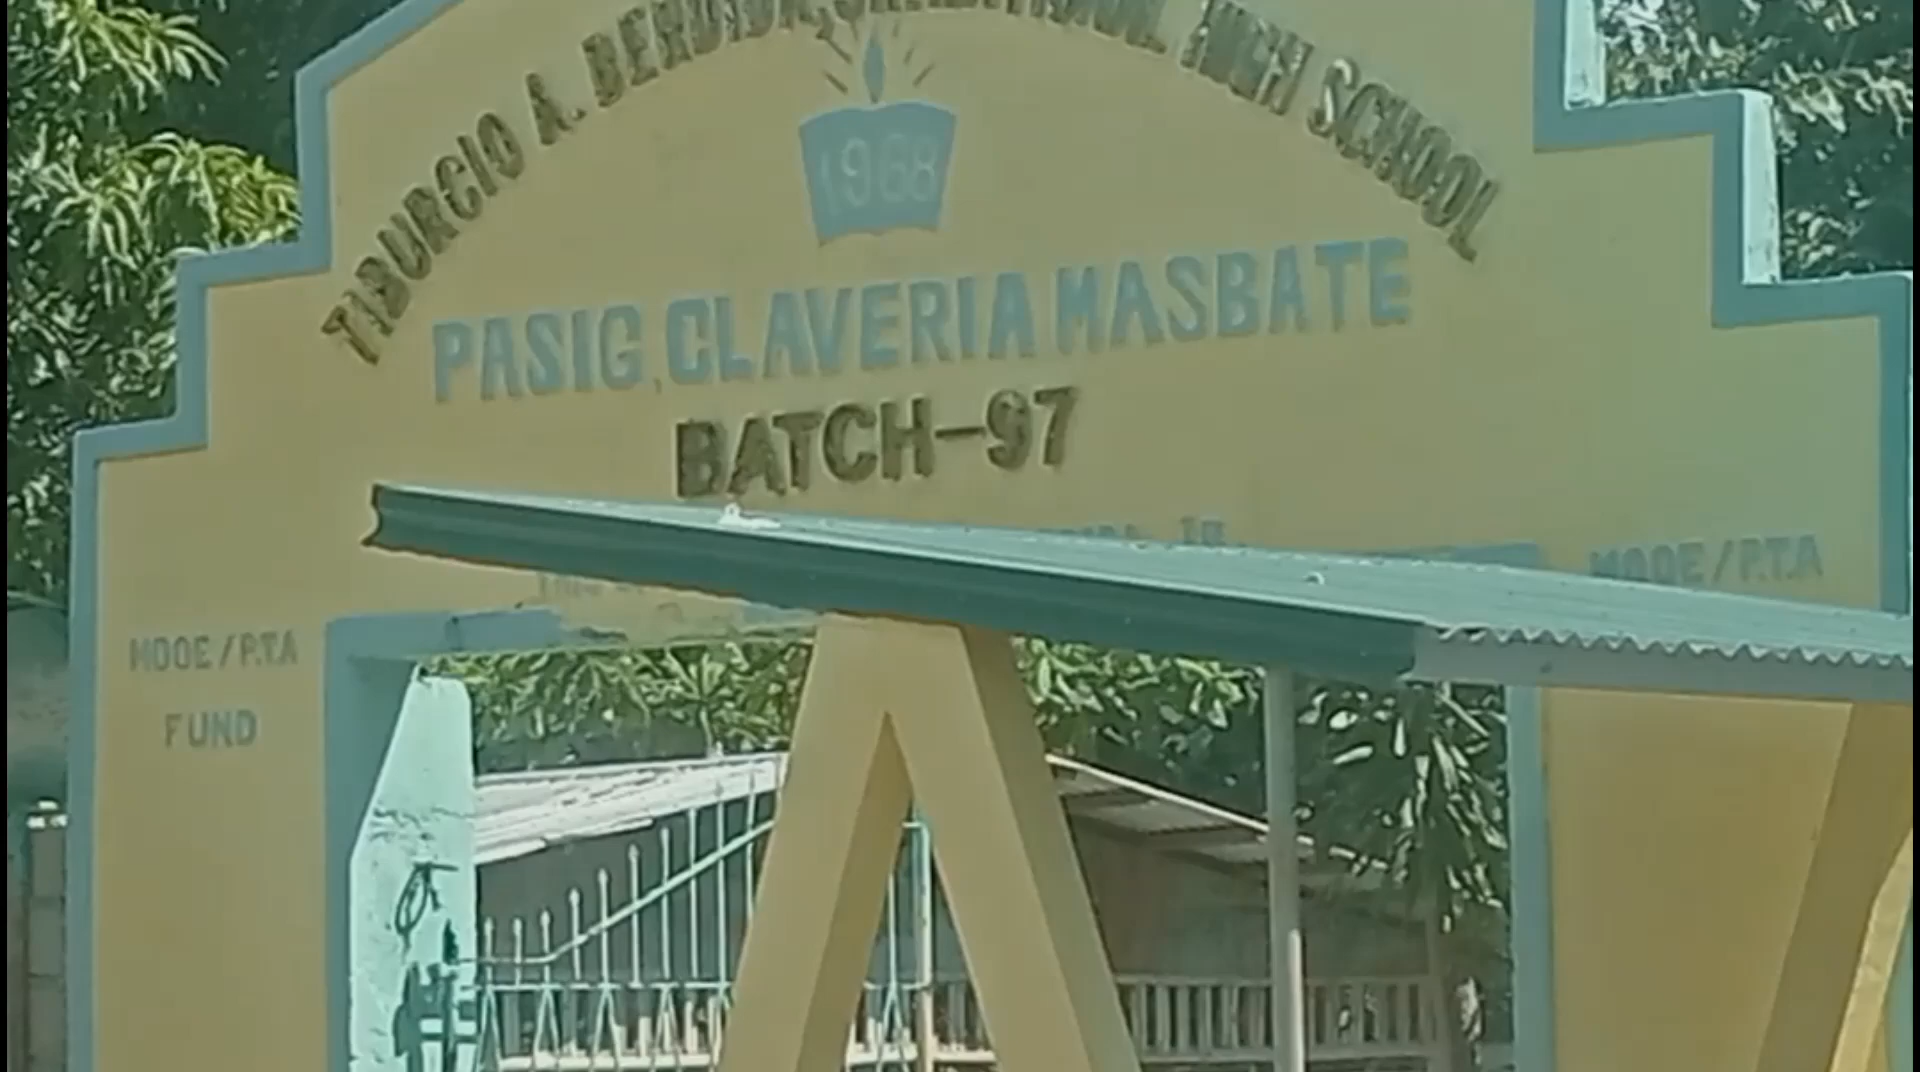 TIBURCIO A. HIGH SCHOOL
1968
PASIG, CLAVERIA MASBATE
BATCH-97
MOOE/P.T.A
MOOE/P.T.A
FUND